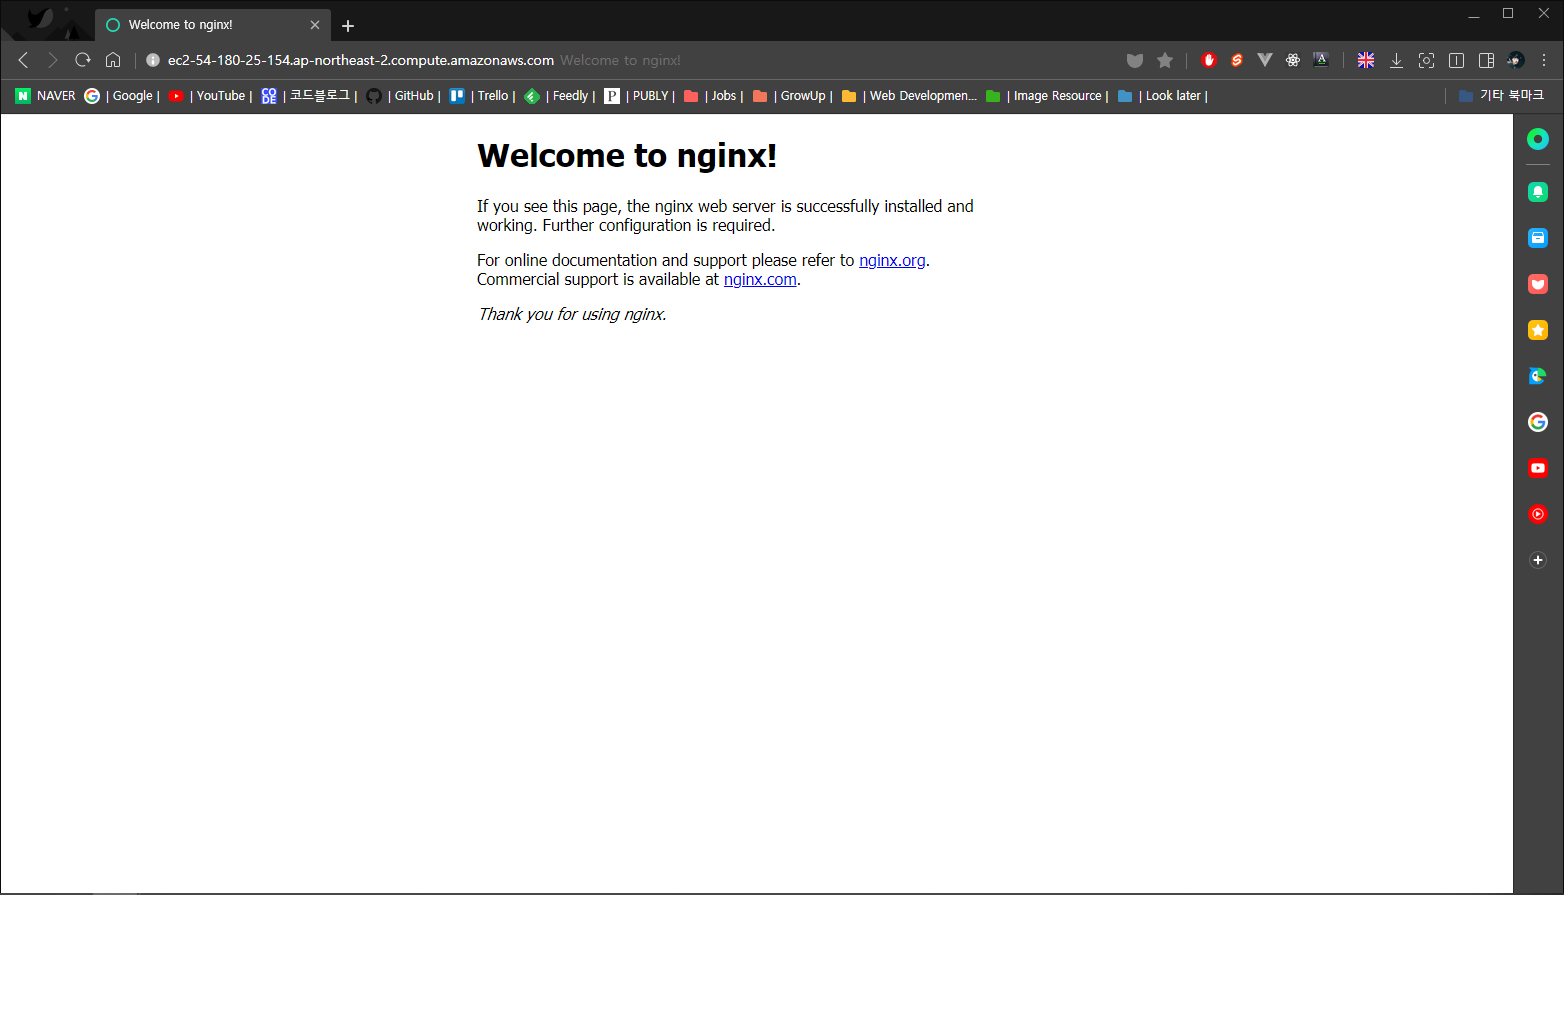 Welcome to nginx!
ec2-54-180-25-154.ap-northeast-2.compute.amazonaws.com Welcome to nginx!
NAVER | Google | | YouTube | CODE | 코드블로그 | | GitHub | | Trello | | Feedly | P | PUBLY | | Jobs | | GrowUp | | Web Developmen... | Image Resource | | Look later | 기타 북마크
Welcome to nginx!
If you see this page, the nginx web server is successfully installed and
working. Further configuration is required.
For online documentation and support please refer to nginx.org.
Commercial support is available at nginx.com.
Thank you for using nginx.